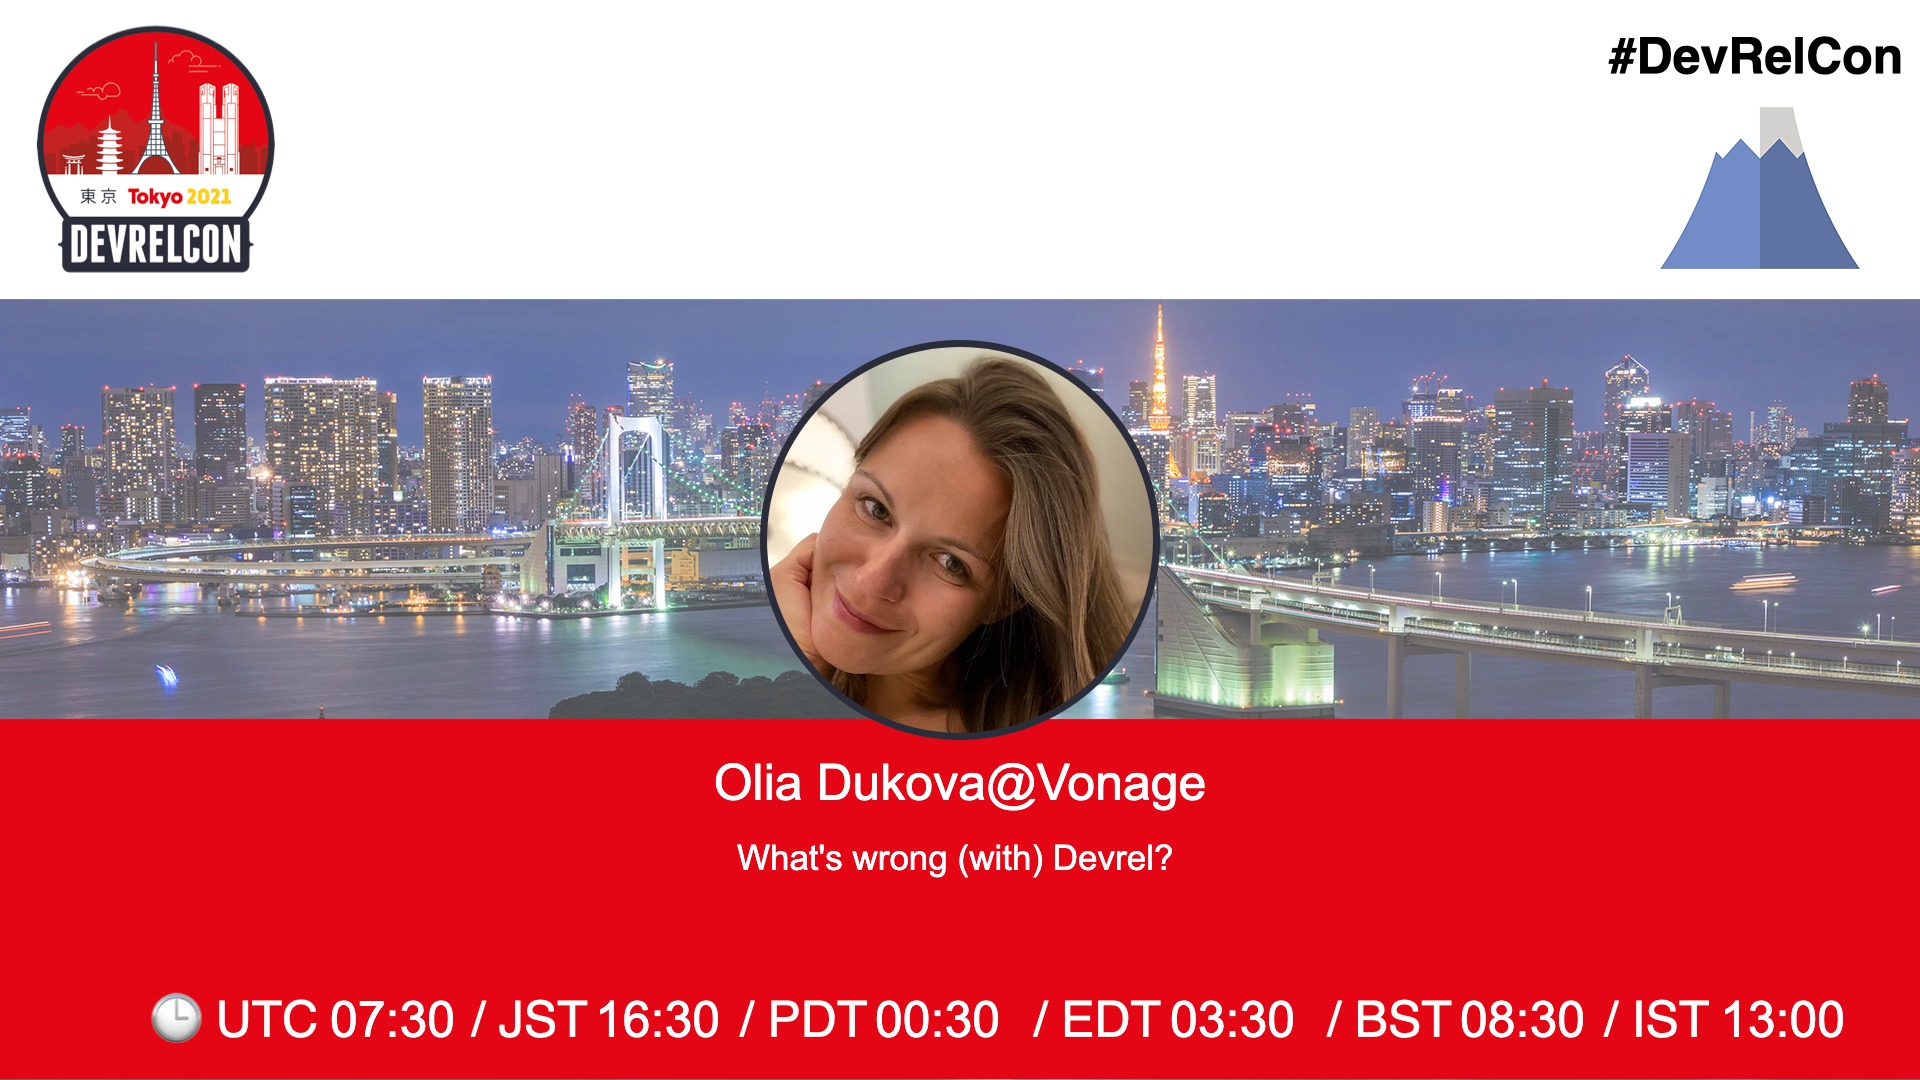 #DevRelCon
東京 Tokyo 2021
DEVRELCON
Olia Dukova@Vonage
What's wrong (with) Devrel?
UTC 07:30 / JST 16:30 / PDT 00:30 / EDT 03:30 / BST 08:30 / IST 13:00